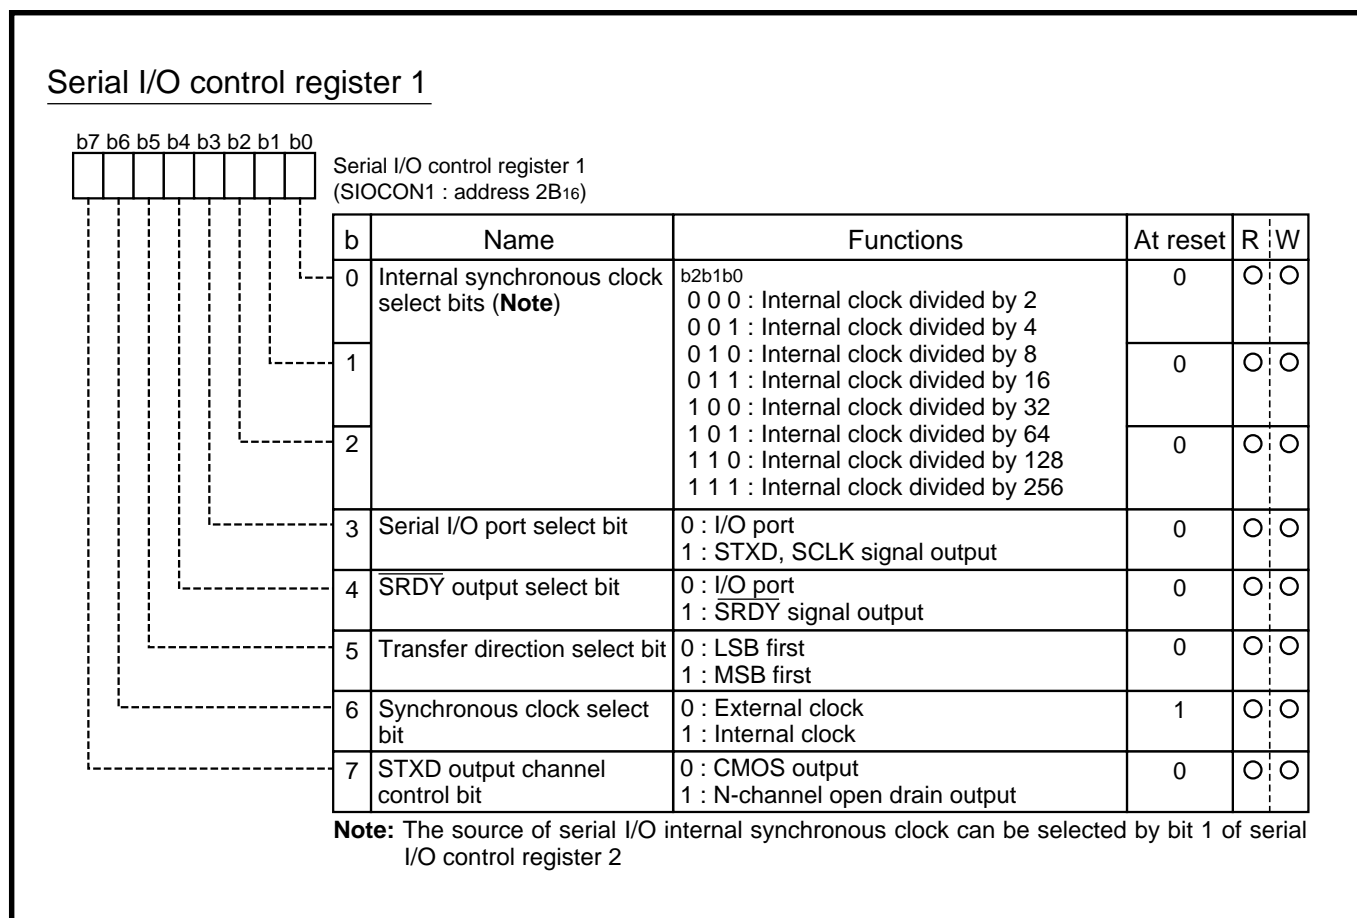 Serial I/O control register 1
b7 b6 b5 b4 b3 b2 b1 b0
Serial I/O control register 1
(SIOCON1 : address 2B16)
b Name Functions At reset R W
0 Internal synchronous clock select bits (Note)
b2b1b0
0 0 0 : Internal clock divided by 2
0 0 1 : Internal clock divided by 4
0 1 0 : Internal clock divided by 8
0 1 1 : Internal clock divided by 16
1 0 0 : Internal clock divided by 32
1 0 1 : Internal clock divided by 64
1 1 0 : Internal clock divided by 128
1 1 1 : Internal clock divided by 256
0
1 0
2 0
3 Serial I/O port select bit 0 : I/O port 0
1 : STXD, SCLK signal output
4 SRDY output select bit 0 : I/O port 0
1 : SRDY signal output
5 Transfer direction select bit 0 : LSB first 0
1 : MSB first
6 Synchronous clock select 0 : External clock 1
bit 1 : Internal clock
7 STXD output channel 0 : CMOS output 0
control bit 1 : N-channel open drain output
Note: The source of serial I/O internal synchronous clock can be selected by bit 1 of serial
I/O control register 2